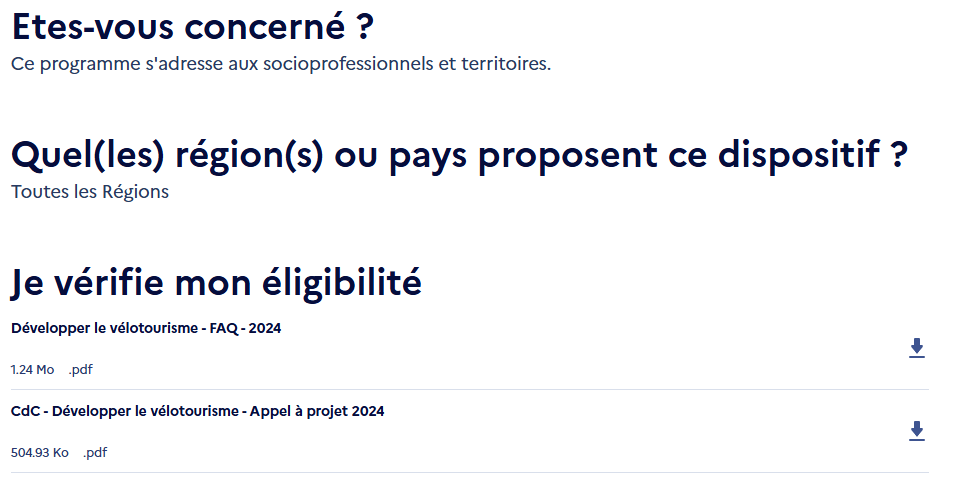 Etes-vous concerné ?
Ce programme s'adresse aux socioprofessionnels et territoires.
Quel(les) région(s) ou pays proposent ce dispositif ?
Toutes les Régions
Je vérifie mon éligibilité
Développer le vélotourisme - FAQ - 2024
1.24 Mo .pdf
CdC - Développer le vélotourisme - Appel à projet 2024
504.93 Ko .pdf